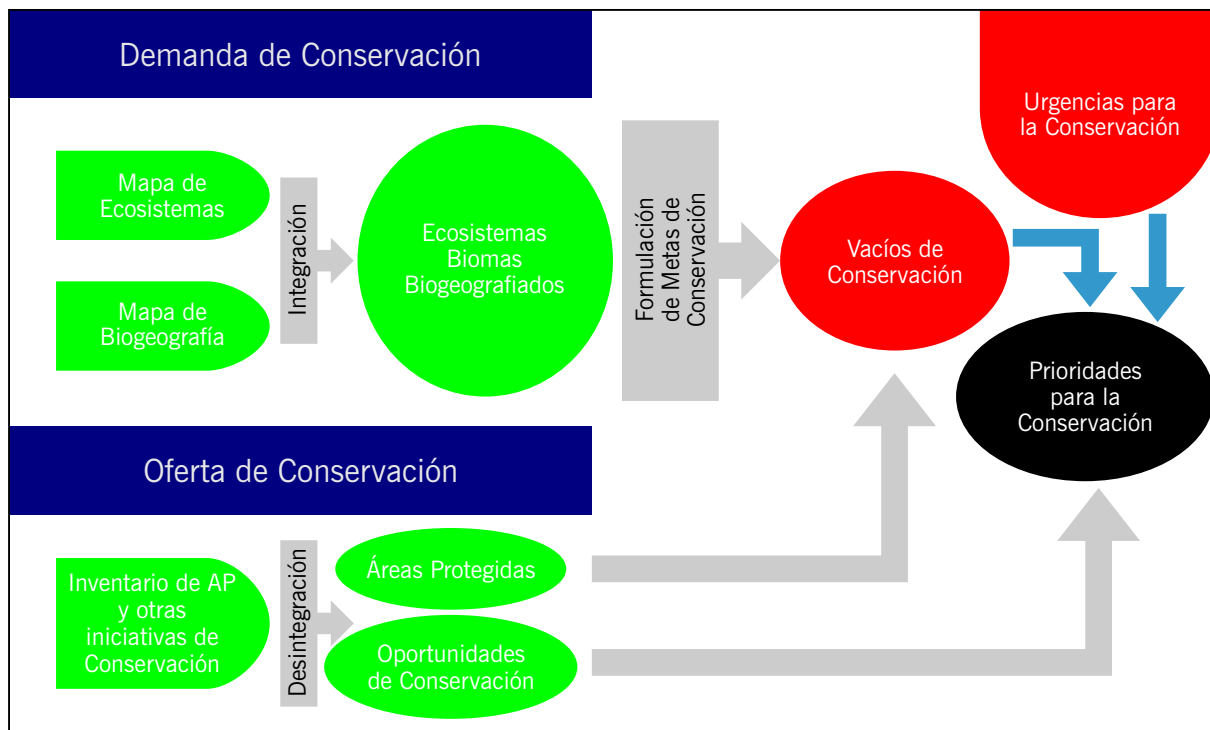 Demanda de Conservación
Mapa de
Ecosistemas
Mapa de
Biogeografía
Integración
Ecosistemas
Biomas
Biogeografiados
Formulación
de Metas de
Conservación
Vacíos de
Conservación
Urgencias para
la Conservación
Prioridades
para la
Conservación
Oferta de Conservación
Inventario de AP
y otras
iniciativas de
Conservación
Desintegración
Áreas Protegidas
Oportunidades
de Conservación